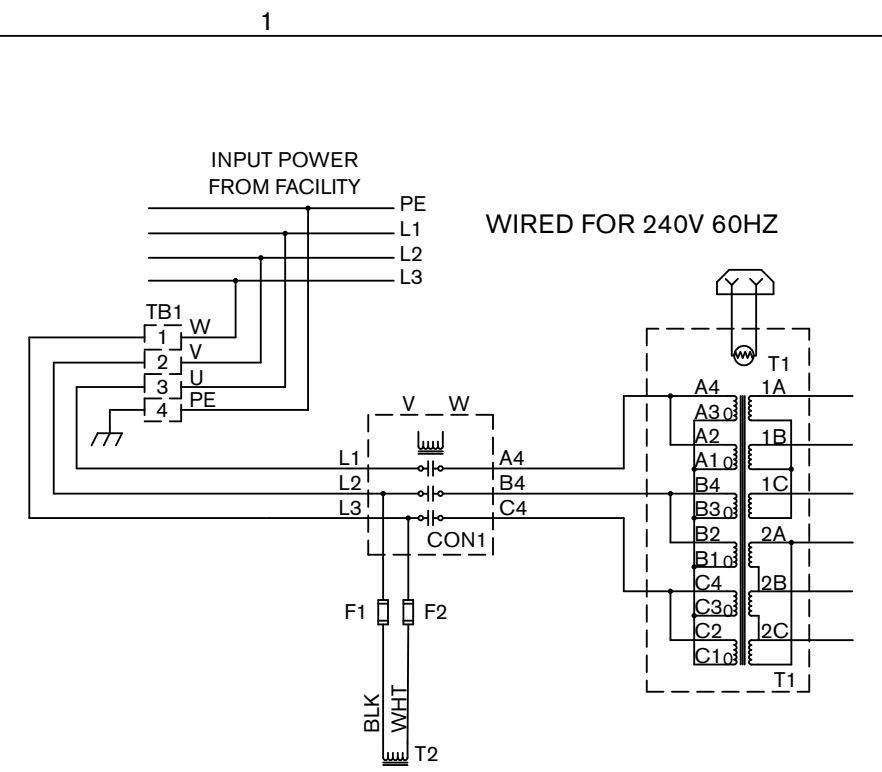 1
INPUT POWER
FROM FACILITY
PE
L1
L2
L3
WIRED FOR 240V 60HZ
TB1
1 W
2 V
3 U
4 PE
V W
L1 A4
L2 B4
L3 C4
CON1
F1 F2
BLK
WHT
T2
T1
A4 1A
A3
A2 1B
A1
B4 1C
B3
B2 2A
B1
C4 2B
C3
C2 2C
C1
T1